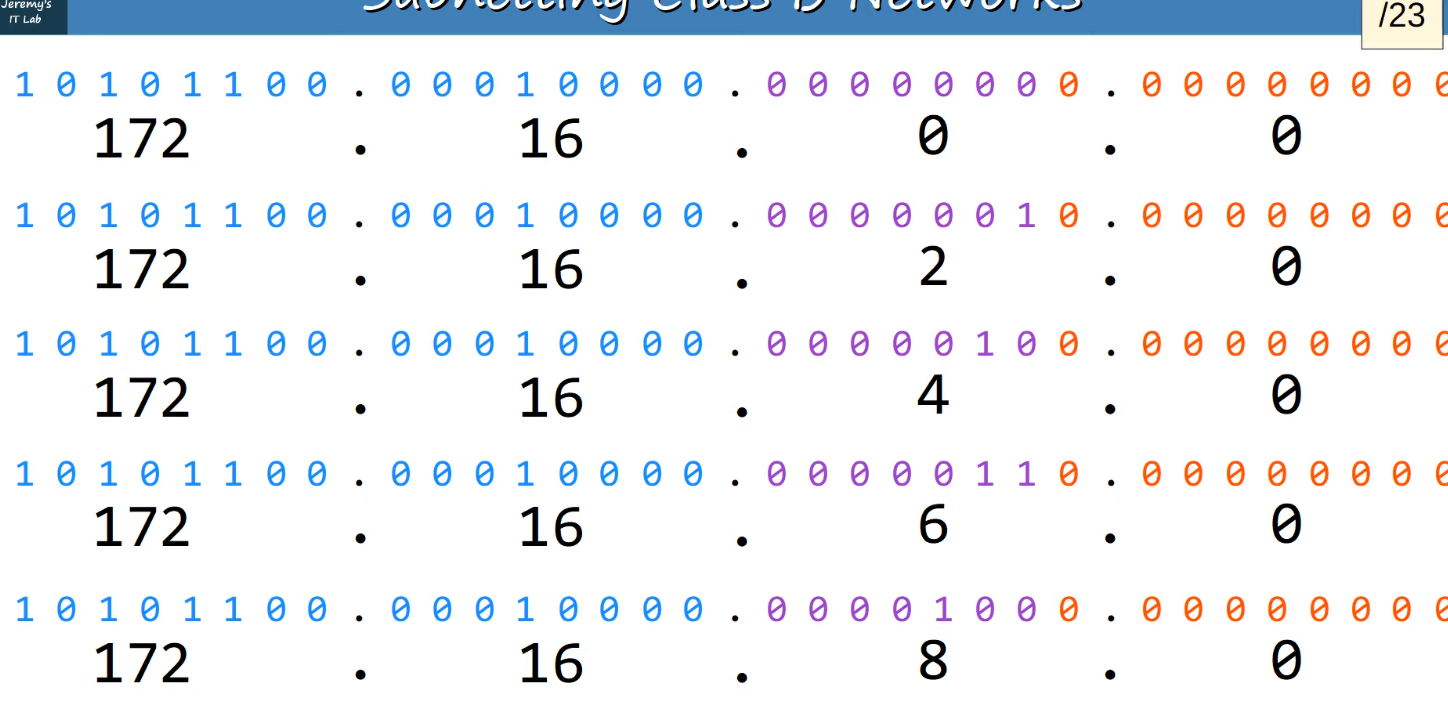 Jeremy's
IT Lab
Subnetting Class B Networks
/23
1 0 1 0 1 1 0 0 . 0 0 0 1 0 0 0 0 . 0 0 0 0 0 0 0 0 . 0 0 0 0 0 0 0 0
172 . 16 . 0 . 0
1 0 1 0 1 1 0 0 . 0 0 0 1 0 0 0 0 . 0 0 0 0 0 0 1 0 . 0 0 0 0 0 0 0 0
172 . 16 . 2 . 0
1 0 1 0 1 1 0 0 . 0 0 0 1 0 0 0 0 . 0 0 0 0 0 1 0 0 . 0 0 0 0 0 0 0 0
172 . 16 . 4 . 0
1 0 1 0 1 1 0 0 . 0 0 0 1 0 0 0 0 . 0 0 0 0 0 1 1 0 . 0 0 0 0 0 0 0 0
172 . 16 . 6 . 0
1 0 1 0 1 1 0 0 . 0 0 0 1 0 0 0 0 . 0 0 0 0 1 0 0 0 . 0 0 0 0 0 0 0 0
172 . 16 . 8 . 0